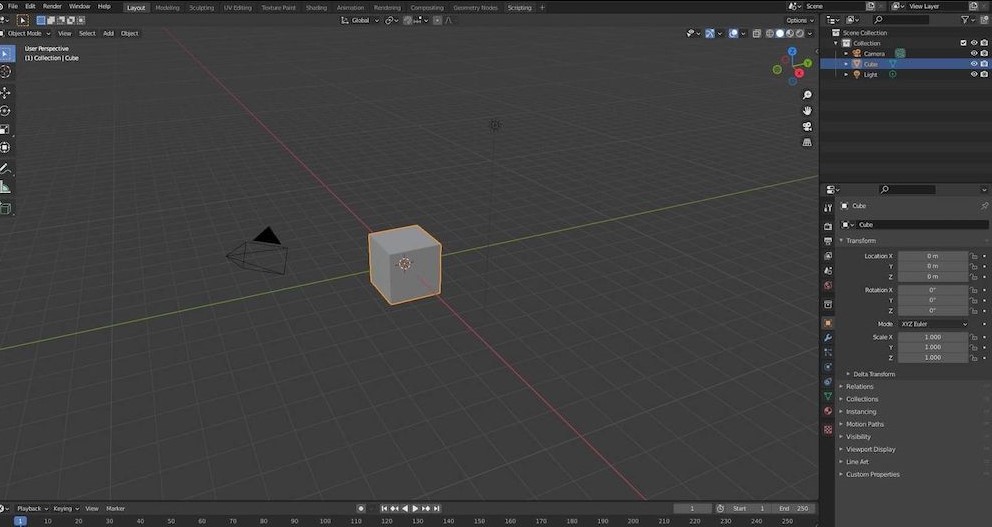 File Edit Render Window Help Layout Modeling Sculpting UV Editing Texture Paint Shading Animation Rendering Compositing Geometry Nodes Scripting + Scene View Layer
Global Options
Object Mode View Select Add Object
User Perspective
(1) Collection | Cube
Z
Y
X
Scene Collection
Collection
Camera
Cube
Light
Cube
Cube
Transform
Location X 0 m
Y 0 m
Z 0 m
Rotation X 0°
Y 0°
Z 0°
Mode XYZ Euler
Scale X 1.000
Y 1.000
Z 1.000
Delta Transform
Relations
Collections
Instancing
Motion Paths
Visibility
Viewport Display
Line Art
Custom Properties
Playback Keying View Marker 1 Start 1 End 250
1 10 20 30 40 50 60 70 80 90 100 110 120 130 140 150 160 170 180 190 200 210 220 230 240 250